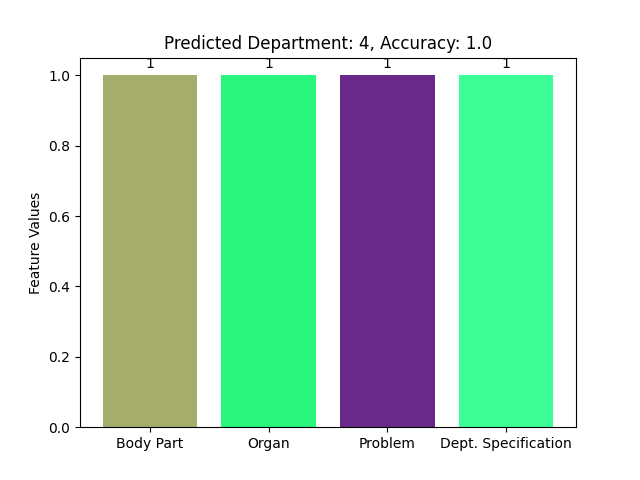 Predicted Department: 4, Accuracy: 1.0
1 1 1 1
1.0
0.8
0.6
0.4
0.2
0.0
Feature Values
Body Part Organ Problem Dept. Specification